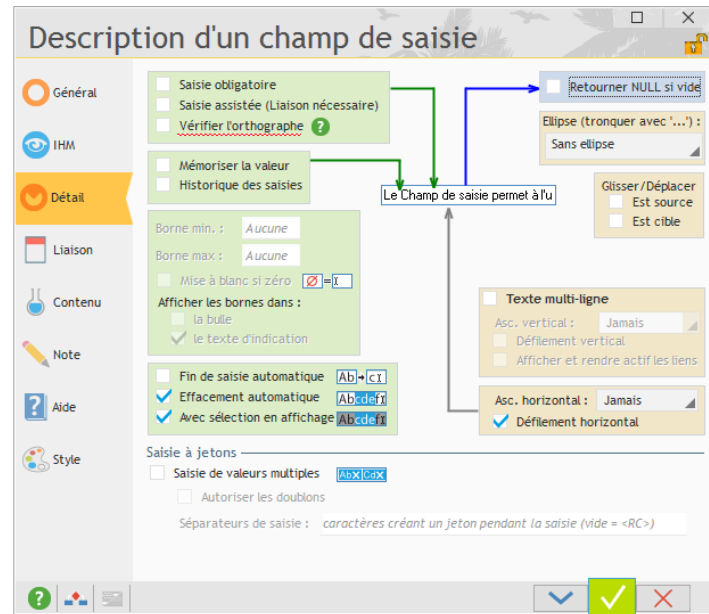 Description d'un champ de saisie
Général
IHM
Détail
Liaison
Contenu
Note
Aide
Style
Saisie obligatoire
Saisie assistée (Liaison nécessaire)
Vérifier l'orthographe ?
Mémoriser la valeur
Historique des saisies
Borne min. : Aucune
Borne max : Aucune
Mise à blanc si zéro Ø=I
Afficher les bornes dans :
la bulle
le texte d'indication
Fin de saisie automatique Ab→cI
Effacement automatique AbcdefI
Avec sélection en affichage AbcdefI
Le Champ de saisie permet à l'u
Retourner NULL si vide
Ellipse (tronquer avec '...') :
Sans ellipse
Glisser/Déplacer
Est source
Est cible
Texte multi-ligne
Asc. vertical : Jamais
Défilement vertical
Afficher et rendre actif les liens
Asc. horizontal : Jamais
Défilement horizontal
Saisie à jetons
Saisie de valeurs multiples AbX CdX
Autoriser les doublons
Séparateurs de saisie : caractères créant un jeton pendant la saisie (vide = <RC>)
?